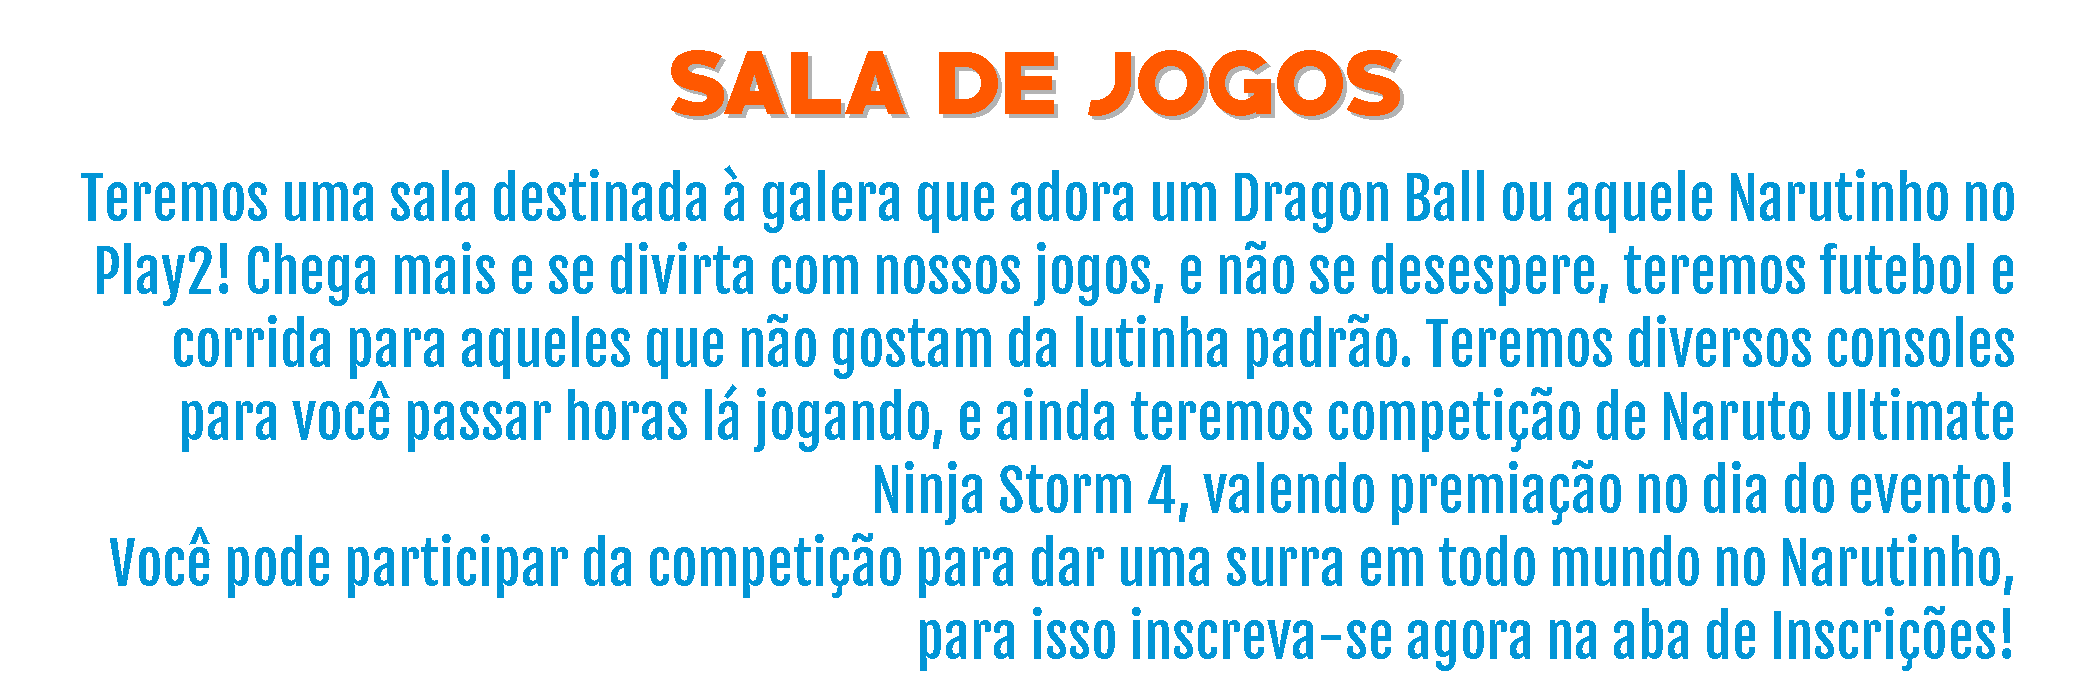 SALA DE JOGOS
Teremos uma sala destinada à galera que adora um Dragon Ball ou aquele Narutinho no
Play2! Chega mais e se divirta com nossos jogos, e não se desespere, teremos futebol e
corrida para aqueles que não gostam da lutinha padrão. Teremos diversos consoles
para você passar horas lá jogando, e ainda teremos competição de Naruto Ultimate
Ninja Storm 4, valendo premiação no dia do evento!
Você pode participar da competição para dar uma surra em todo mundo no Narutinho,
para isso inscreva-se agora na aba de Inscrições!